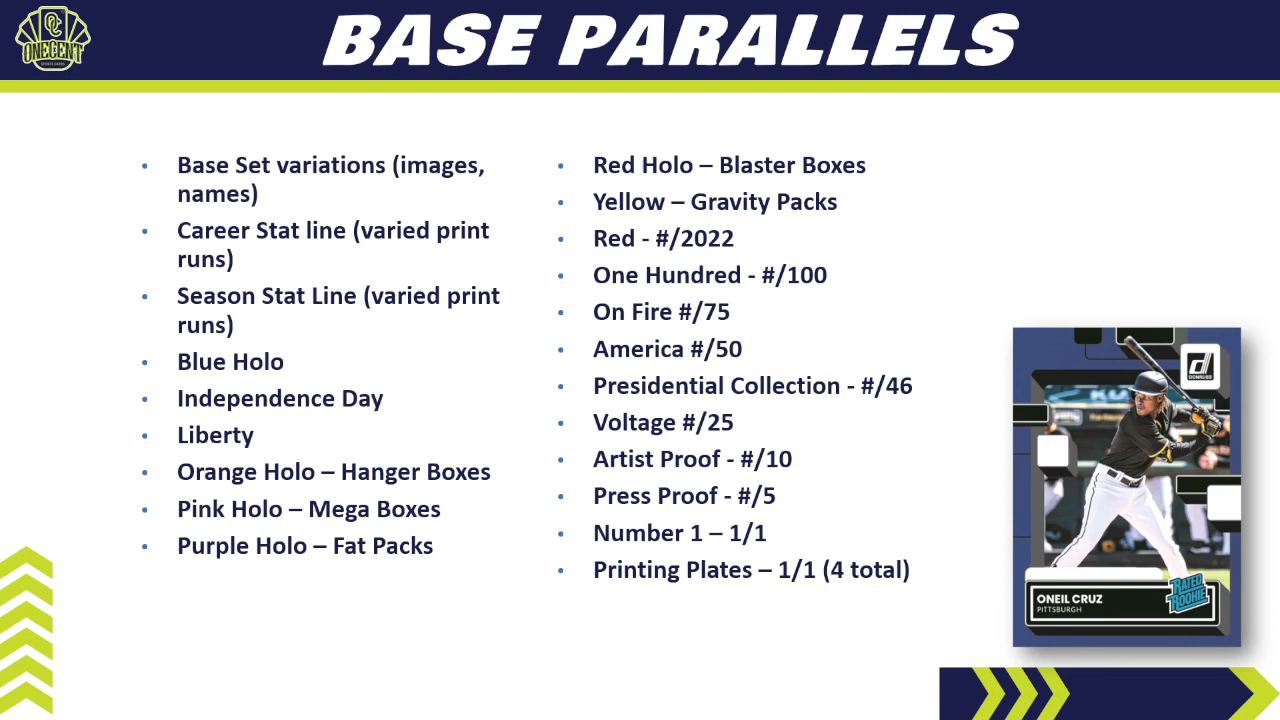 OC
ONECENT
SPORTS CARDS
BASE PARALLELS
• Base Set variations (images,
names)
• Career Stat line (varied print
runs)
• Season Stat Line (varied print
runs)
• Blue Holo
• Independence Day
• Liberty
• Orange Holo – Hanger Boxes
• Pink Holo – Mega Boxes
• Purple Holo – Fat Packs
• Red Holo – Blaster Boxes
• Yellow – Gravity Packs
• Red - #/2022
• One Hundred - #/100
• On Fire #/75
• America #/50
• Presidential Collection - #/46
• Voltage #/25
• Artist Proof - #/10
• Press Proof - #/5
• Number 1 – 1/1
• Printing Plates – 1/1 (4 total)
d
DONRUSS
ONEIL CRUZ
PITTSBURGH
RATED
ROOKIE